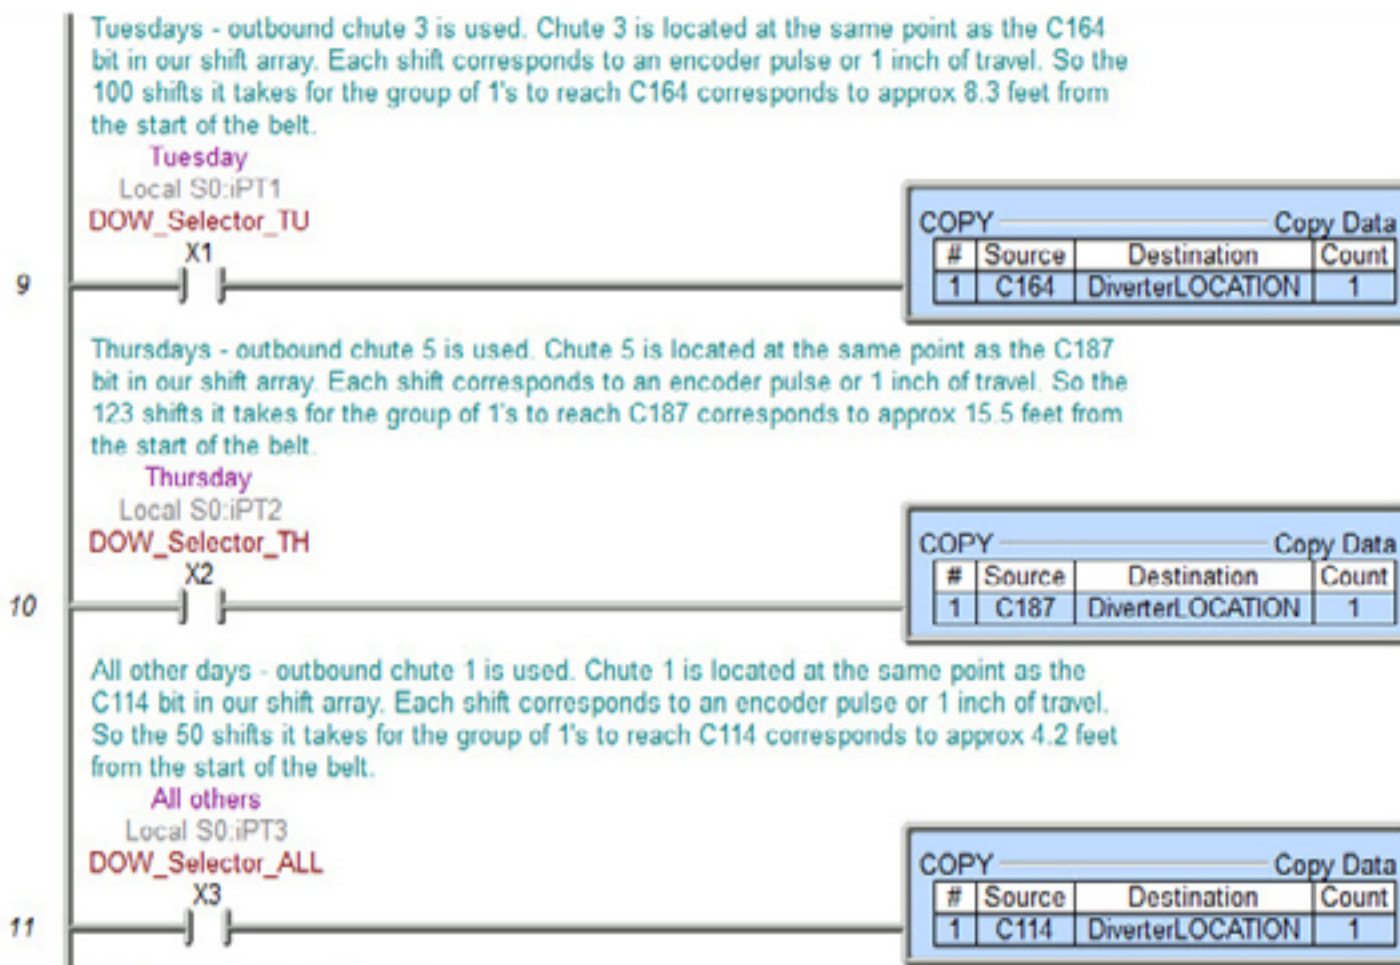 Tuesdays - outbound chute 3 is used. Chute 3 is located at the same point as the C164
bit in our shift array. Each shift corresponds to an encoder pulse or 1 inch of travel. So the
100 shifts it takes for the group of 1's to reach C164 corresponds to approx 8.3 feet from
the start of the belt.
Tuesday
Local S0:iPT1
DOW_Selector_TU
X1
9
COPY Copy Data
# Source Destination Count
1 C164 DiverterLOCATION 1
Thursdays - outbound chute 5 is used. Chute 5 is located at the same point as the C187
bit in our shift array. Each shift corresponds to an encoder pulse or 1 inch of travel. So the
123 shifts it takes for the group of 1's to reach C187 corresponds to approx 15.5 feet from
the start of the belt.
Thursday
Local S0:iPT2
DOW_Selector_TH
X2
10
COPY Copy Data
# Source Destination Count
1 C187 DiverterLOCATION 1
All other days - outbound chute 1 is used. Chute 1 is located at the same point as the
C114 bit in our shift array. Each shift corresponds to an encoder pulse or 1 inch of travel.
So the 50 shifts it takes for the group of 1's to reach C114 corresponds to approx 4.2 feet
from the start of the belt.
All others
Local S0:iPT3
DOW_Selector_ALL
X3
11
COPY Copy Data
# Source Destination Count
1 C114 DiverterLOCATION 1